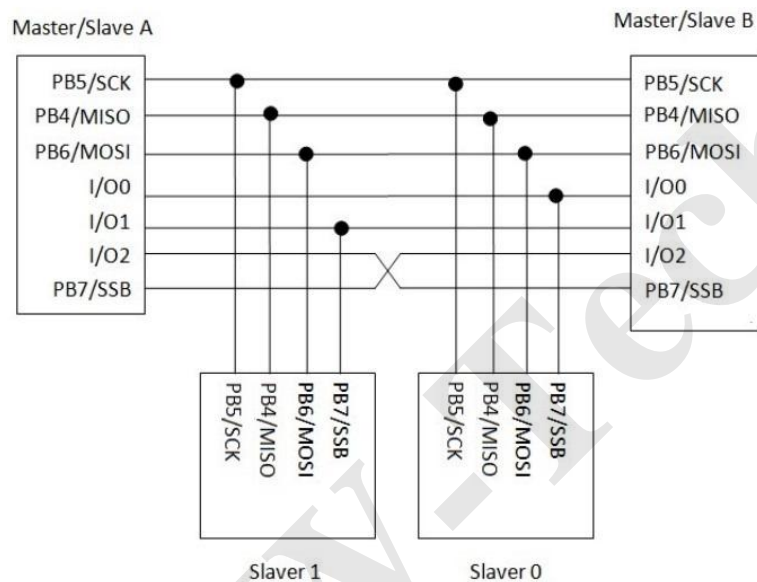 Master/Slave A
Master/Slave B
PB5/SCK
PB4/MISO
PB6/MOSI
I/O0
I/O1
I/O2
PB7/SSB
PB5/SCK
PB4/MISO
PB6/MOSI
I/O0
I/O1
I/O2
PB7/SSB
PB5/SCK
PB4/MISO
PB6/MOSI
PB7/SSB
PB5/SCK
PB4/MISO
PB6/MOSI
PB7/SSB
Slaver 1
Slaver 0